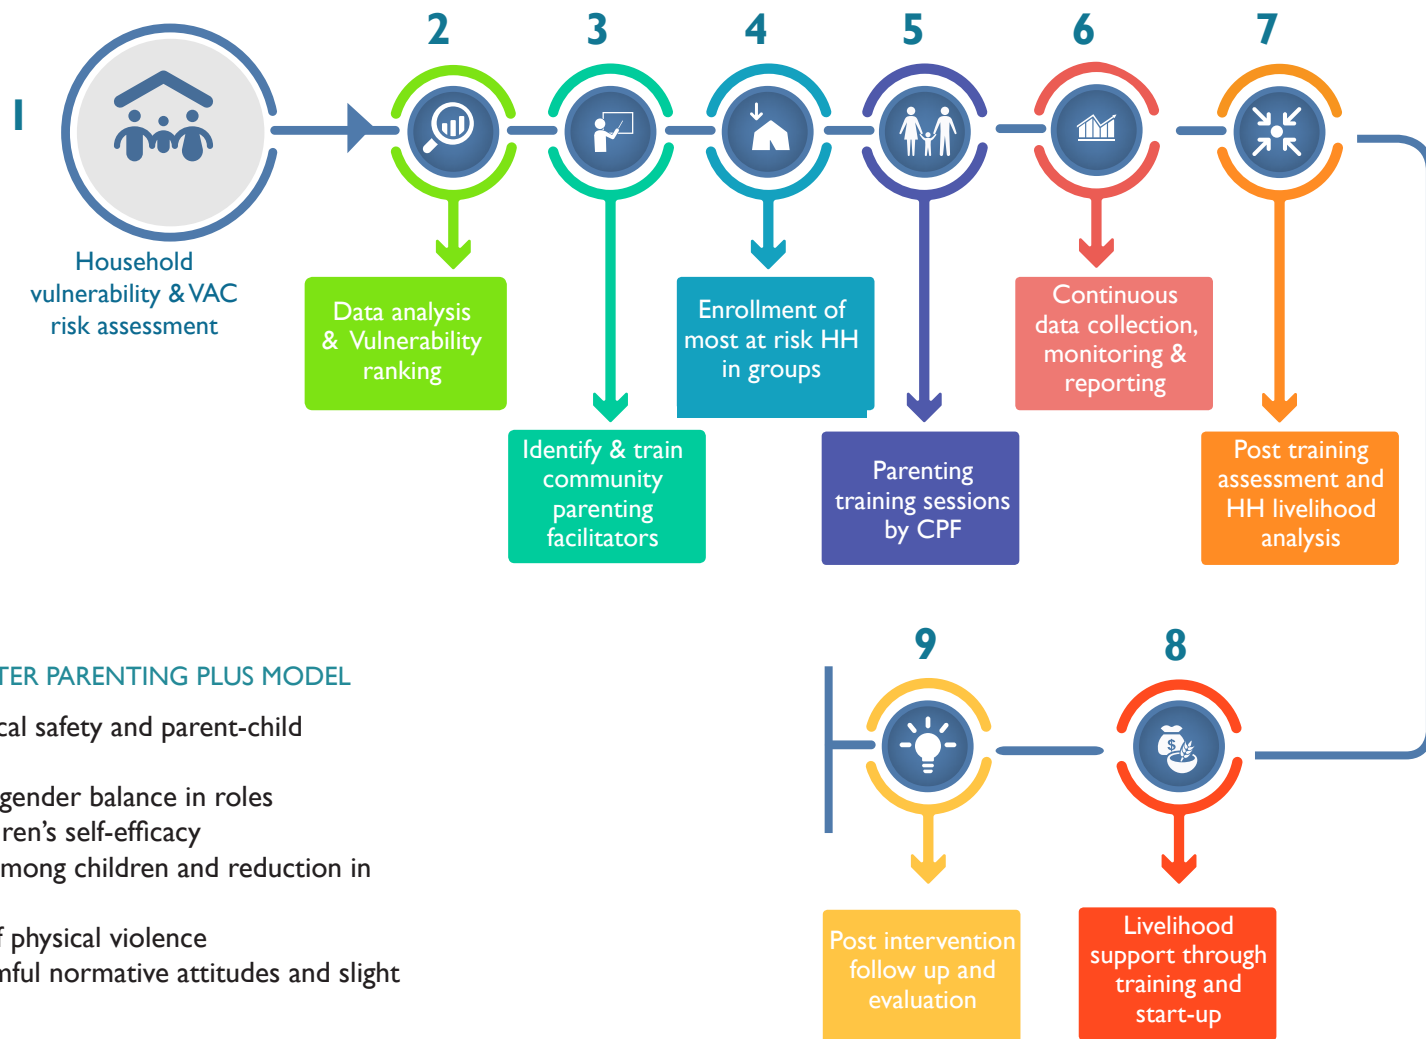 1
Household
vulnerability & VAC
risk assessment
2
Data analysis
& Vulnerability
ranking
3
Identify & train
community
parenting
facilitators
4
Enrollment of
most at risk HH
in groups
5
Parenting
training sessions
by CPF
6
Continuous
data collection,
monitoring &
reporting
7
Post training
assessment and
HH livelihood
analysis
8
$
Livelihood
support through
training and
start-up
9
Post intervention
follow up and
evaluation
TER PARENTING PLUS MODEL
cal safety and parent-child
gender balance in roles
ren’s self-efficacy
mong children and reduction in
f physical violence
mful normative attitudes and slight